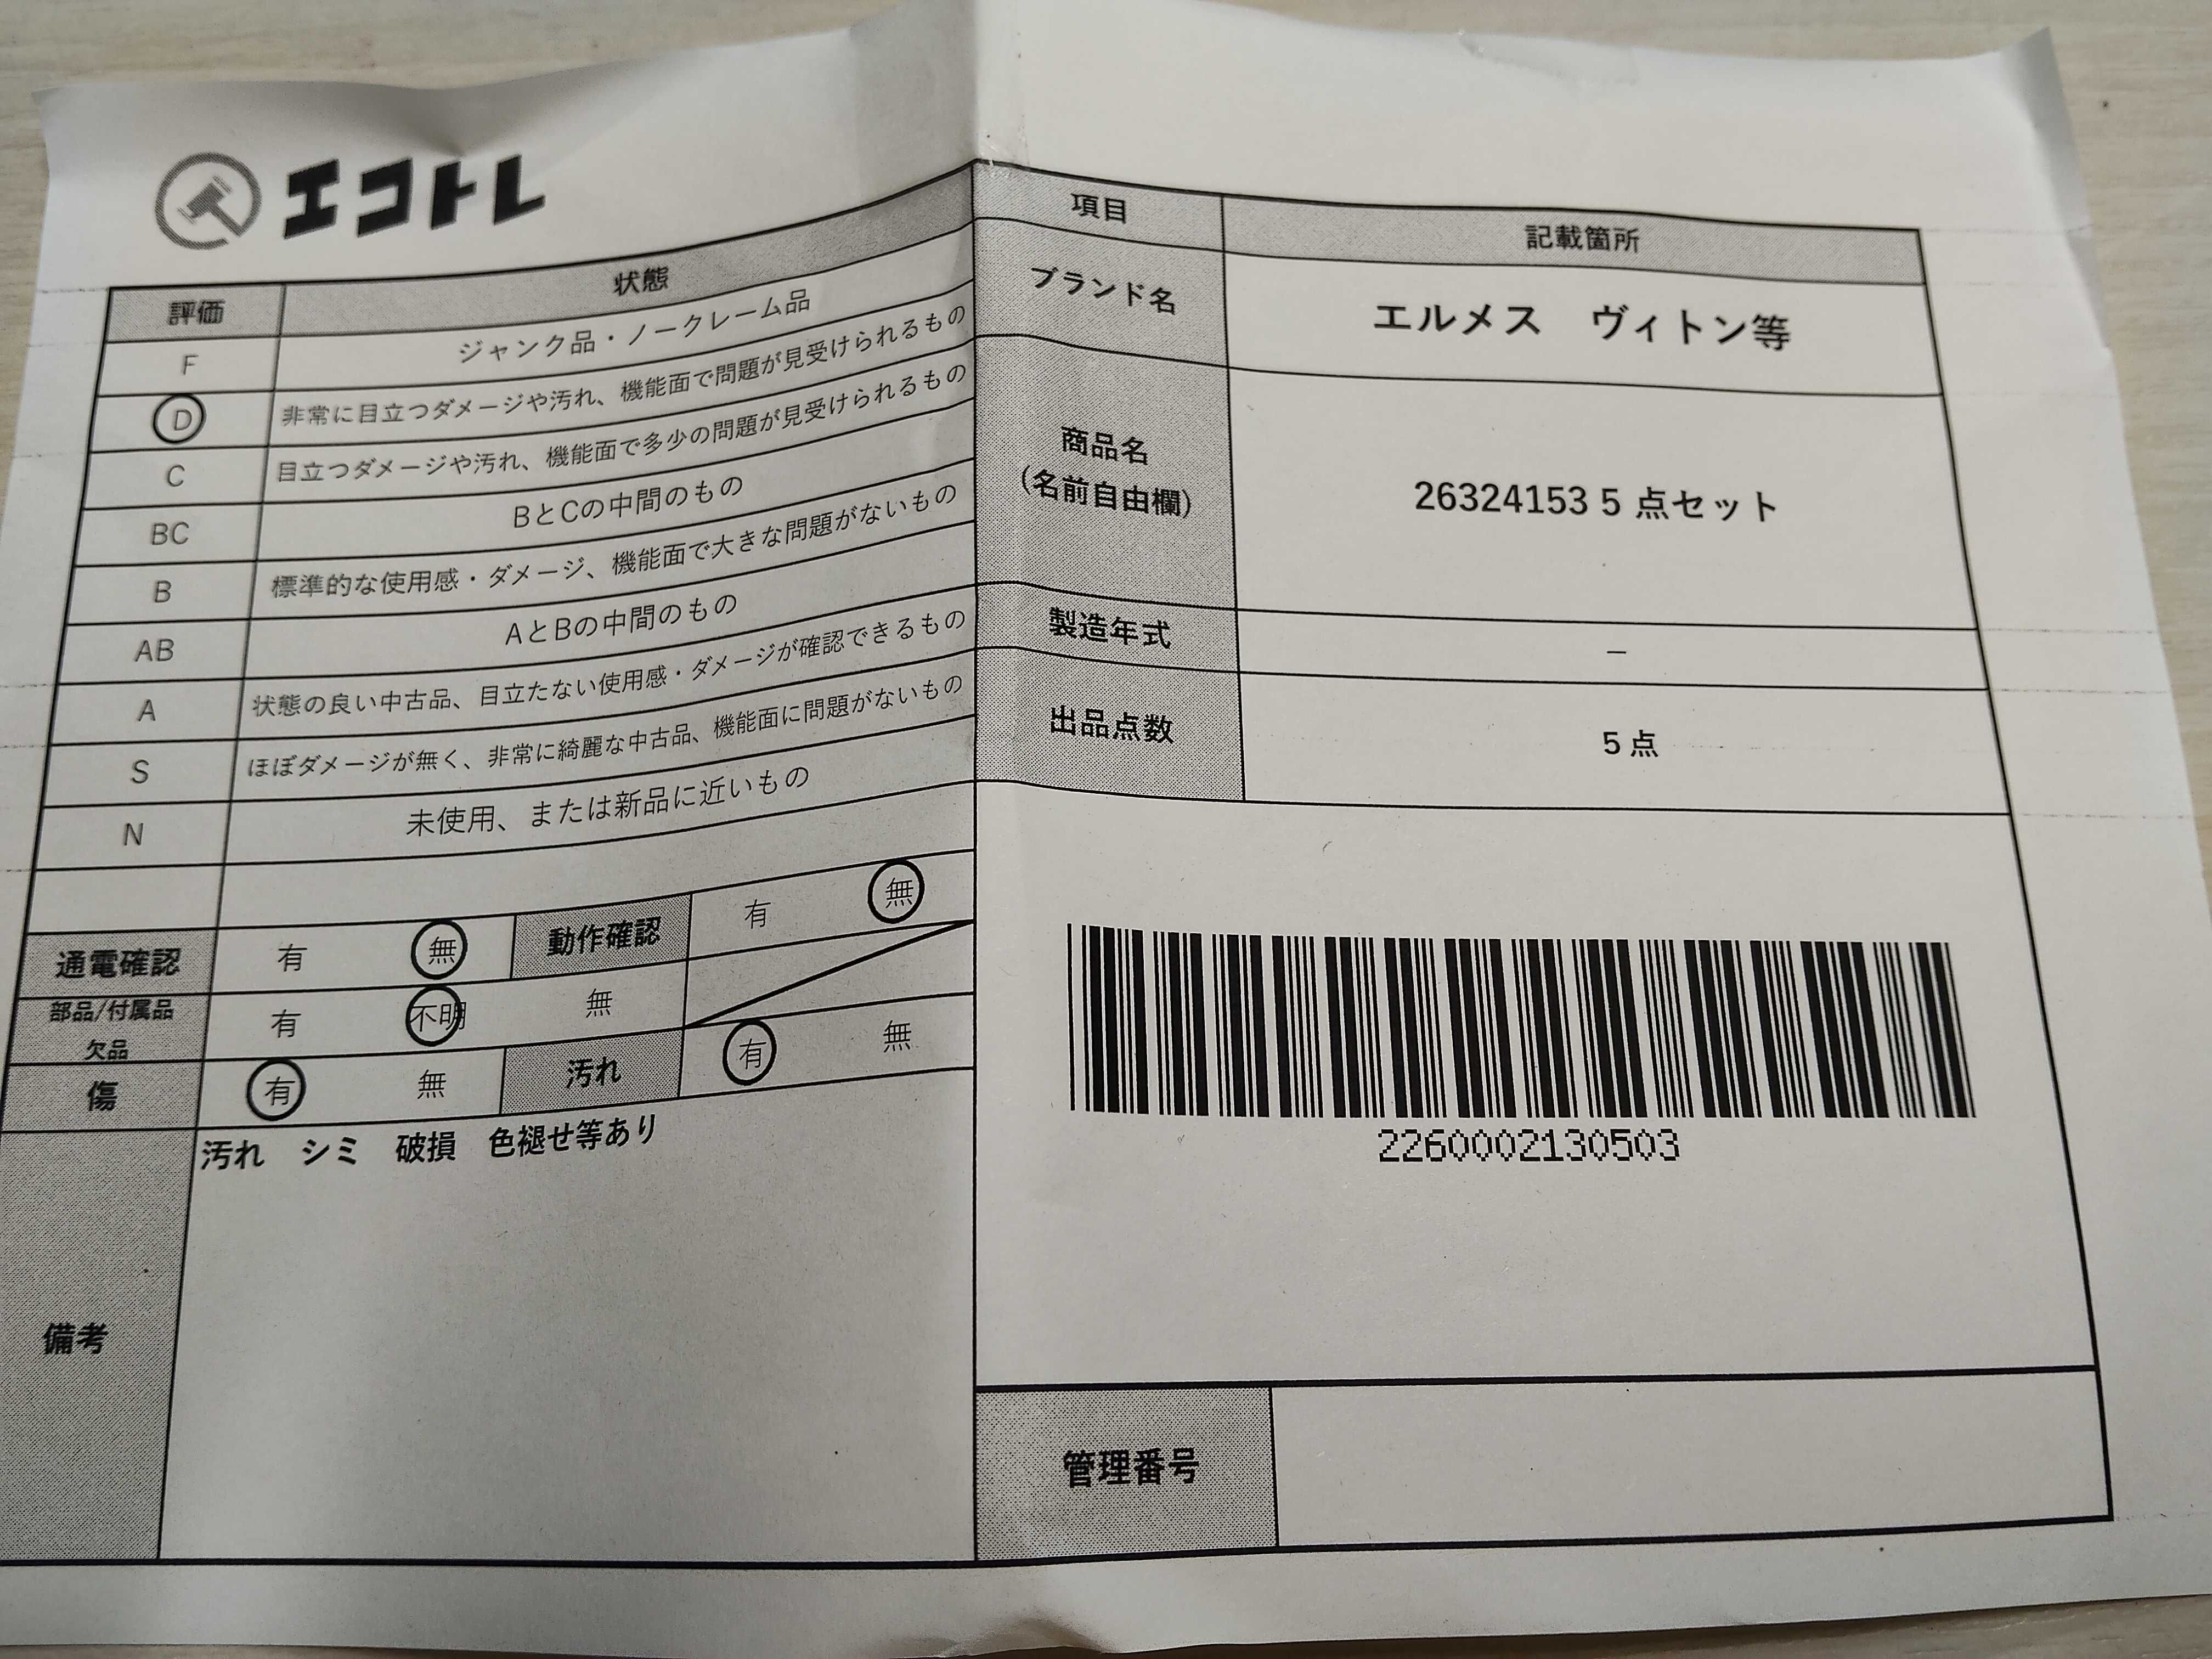 エコトレ
評価 状態
F ジャンク品・ノークレーム品
D 非常に目立つダメージや汚れ、機能面で問題が見受けられるもの
C 目立つダメージや汚れ、機能面で多少の問題が見受けられるもの
BC BとCの中間のもの
B 標準的な使用感・ダメージ、機能面で大きな問題がないもの
AB AとBの中間のもの
A 状態の良い中古品、目立たない使用感・ダメージが確認できるもの
S ほぼダメージが無く、非常に綺麗な中古品、機能面に問題がないもの
N 未使用、または新品に近いもの
通電確認 有 無 動作確認 有 無
部品/付属品
欠品 有 不明 無
傷 有 無 汚れ 有 無
備考 汚れ シミ 破損 色褪せ等あり
項目 記載箇所
ブランド名 エルメス ヴィトン等
商品名
(名前自由欄) 26324153 5 点セット
製造年式 –
出品点数 5 点
2260002130503
管理番号